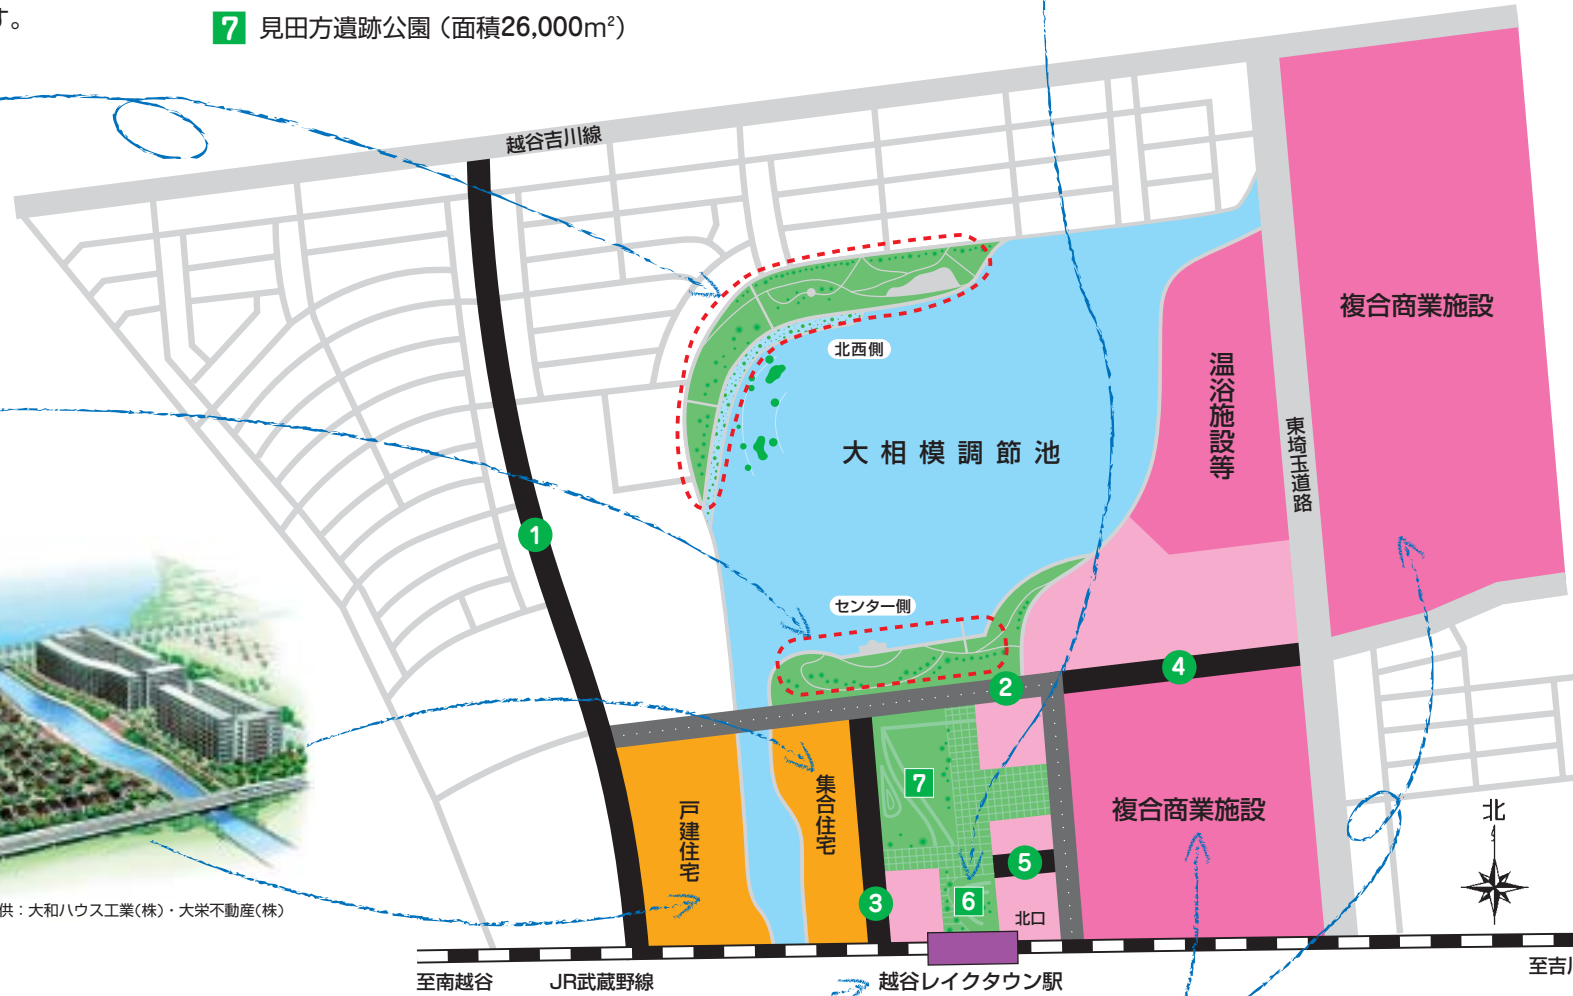 す。
7 見田方遺跡公園（面積26,000m²）
越谷吉川線
複合商業施設
北西側
温浴施設等
大相模調節池
東埼玉道路
1
センター側
4
2
7
集合住宅
戸建住宅
複合商業施設
北
5
3
6
北口
供：大和ハウス工業(株)・大栄不動産(株)
至南越谷
JR武蔵野線
越谷レイクタウン駅
至吉川